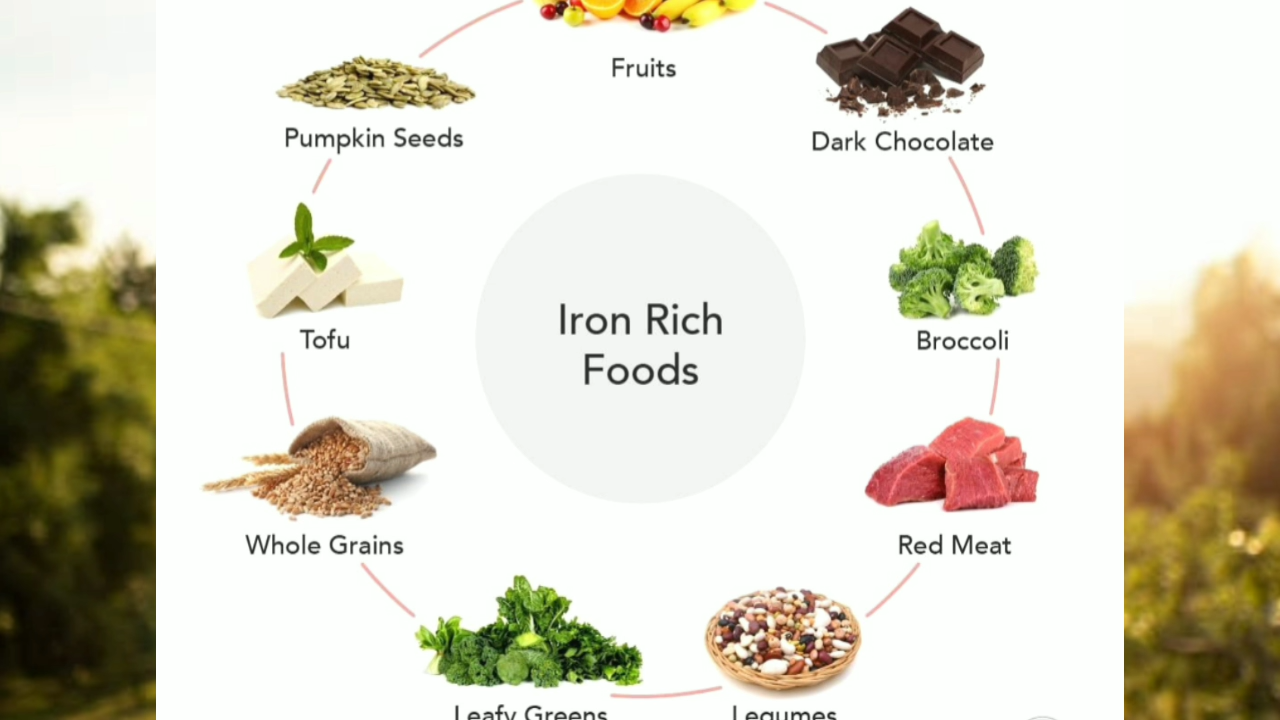 Fruits
Pumpkin Seeds
Dark Chocolate
Iron Rich
Foods
Tofu
Broccoli
Whole Grains
Red Meat
Leafy Greens
Legumes